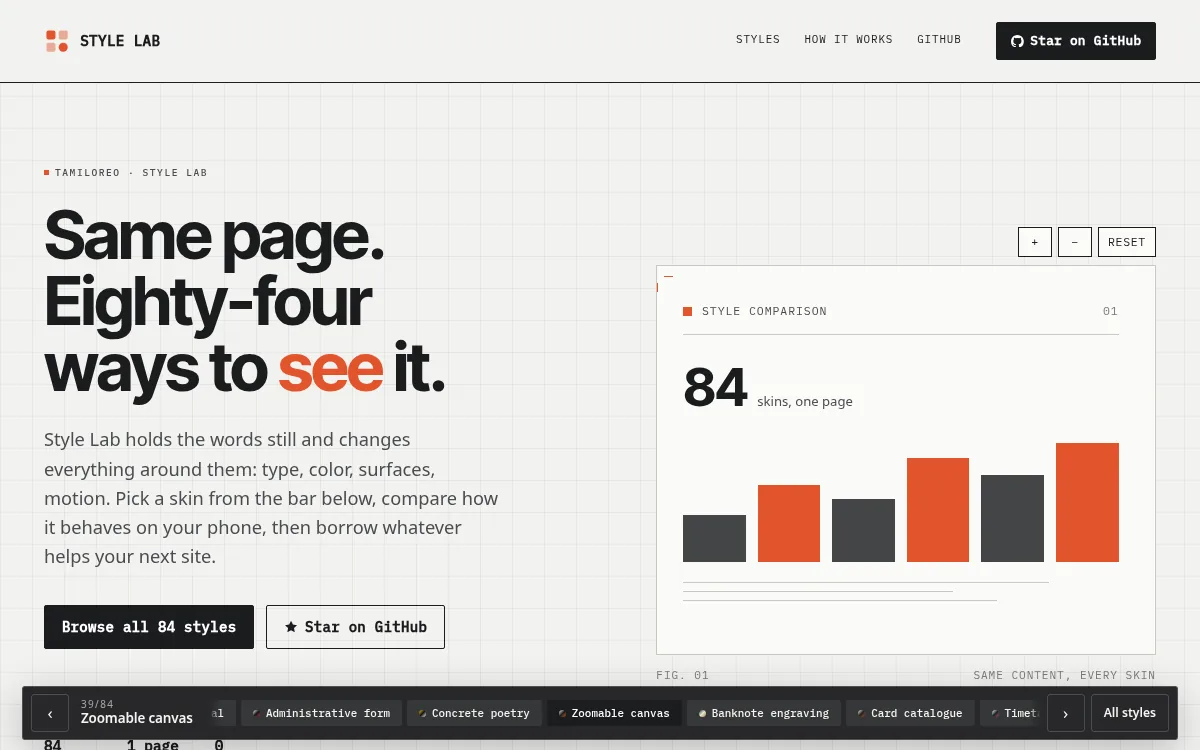 STYLE LAB
STYLES HOW IT WORKS GITHUB Star on GitHub
TAMILOREO · STYLE LAB
Same page.
Eighty-four
ways to see it.
Style Lab holds the words still and changes
everything around them: type, color, surfaces,
motion. Pick a skin from the bar below, compare how
it behaves on your phone, then borrow whatever
helps your next site.
Browse all 84 styles
Star on GitHub
+ − RESET
STYLE COMPARISON 01
84 skins, one page
FIG. 01 SAME CONTENT, EVERY SKIN
‹
39/84
Zoomable canvas
al
Administrative form
Concrete poetry
Zoomable canvas
Banknote engraving
Card catalogue
Timet
›
All styles
84 1 page 0